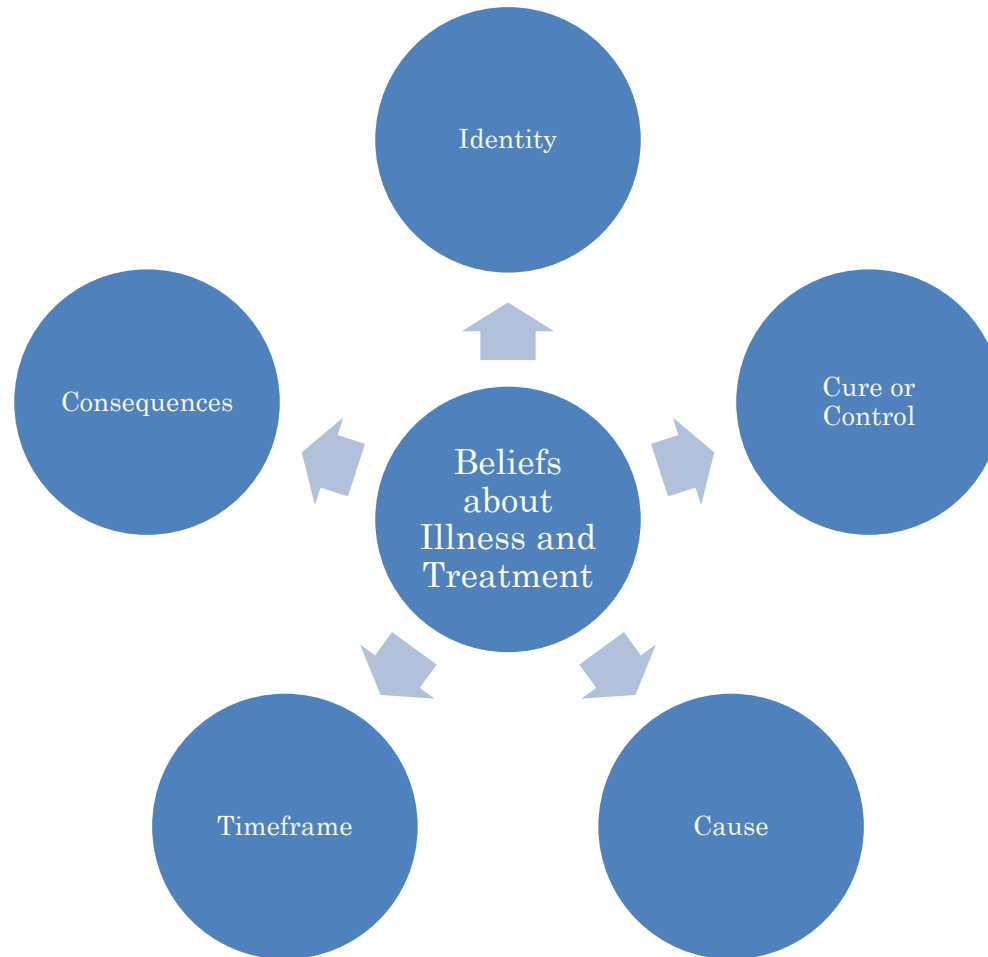 Identity
Consequences
Cure or
Control
Beliefs
about
Illness and
Treatment
Timeframe
Cause